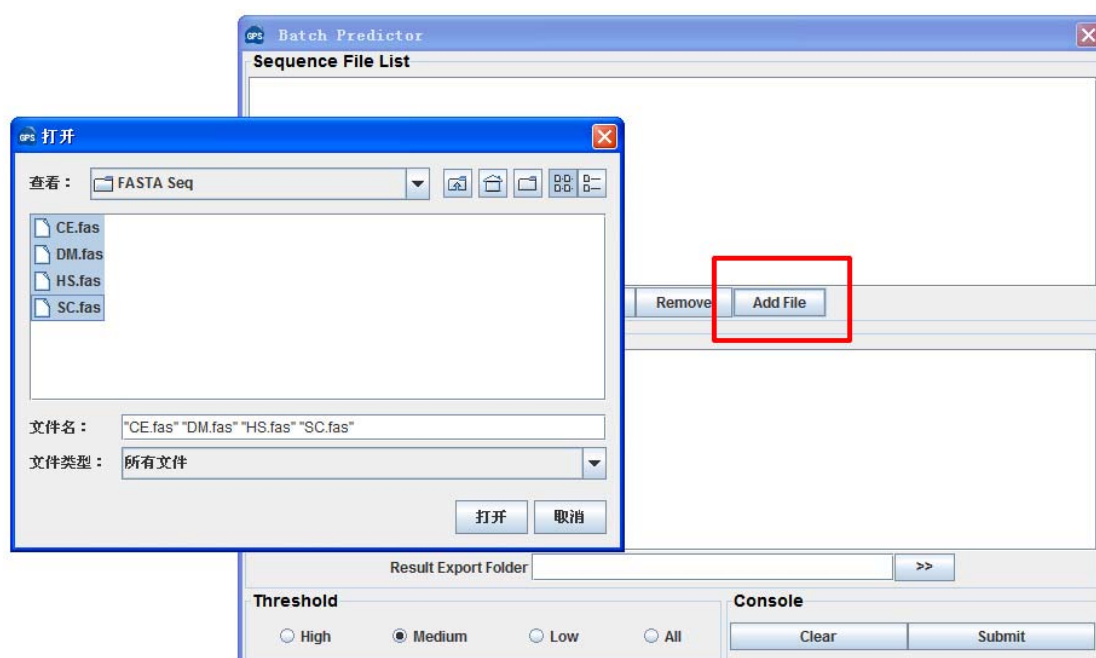 GPS Batch Predictor
Sequence File List
GPS 打开
查看： FASTA Seq
CE.fas
DM.fas
HS.fas
SC.fas
Remove Add File
文件名： "CE.fas" "DM.fas" "HS.fas" "SC.fas"
文件类型： 所有文件
打开 取消
Result Export Folder >>
Threshold Console
High Medium Low All Clear Submit